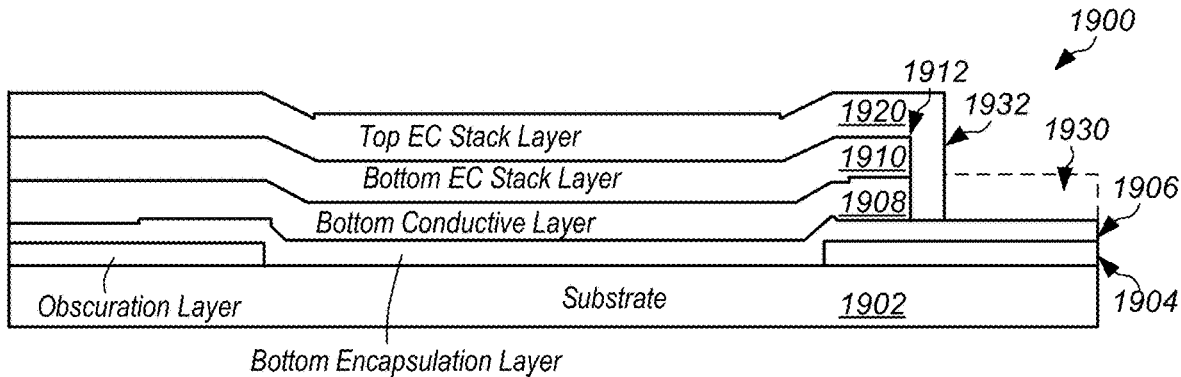 1900
1912
1920
1932
Top EC Stack Layer
1930
1910
Bottom EC Stack Layer
1906
1908
Bottom Conductive Layer
Obscuration Layer
Substrate
1902
1904
Bottom Encapsulation Layer